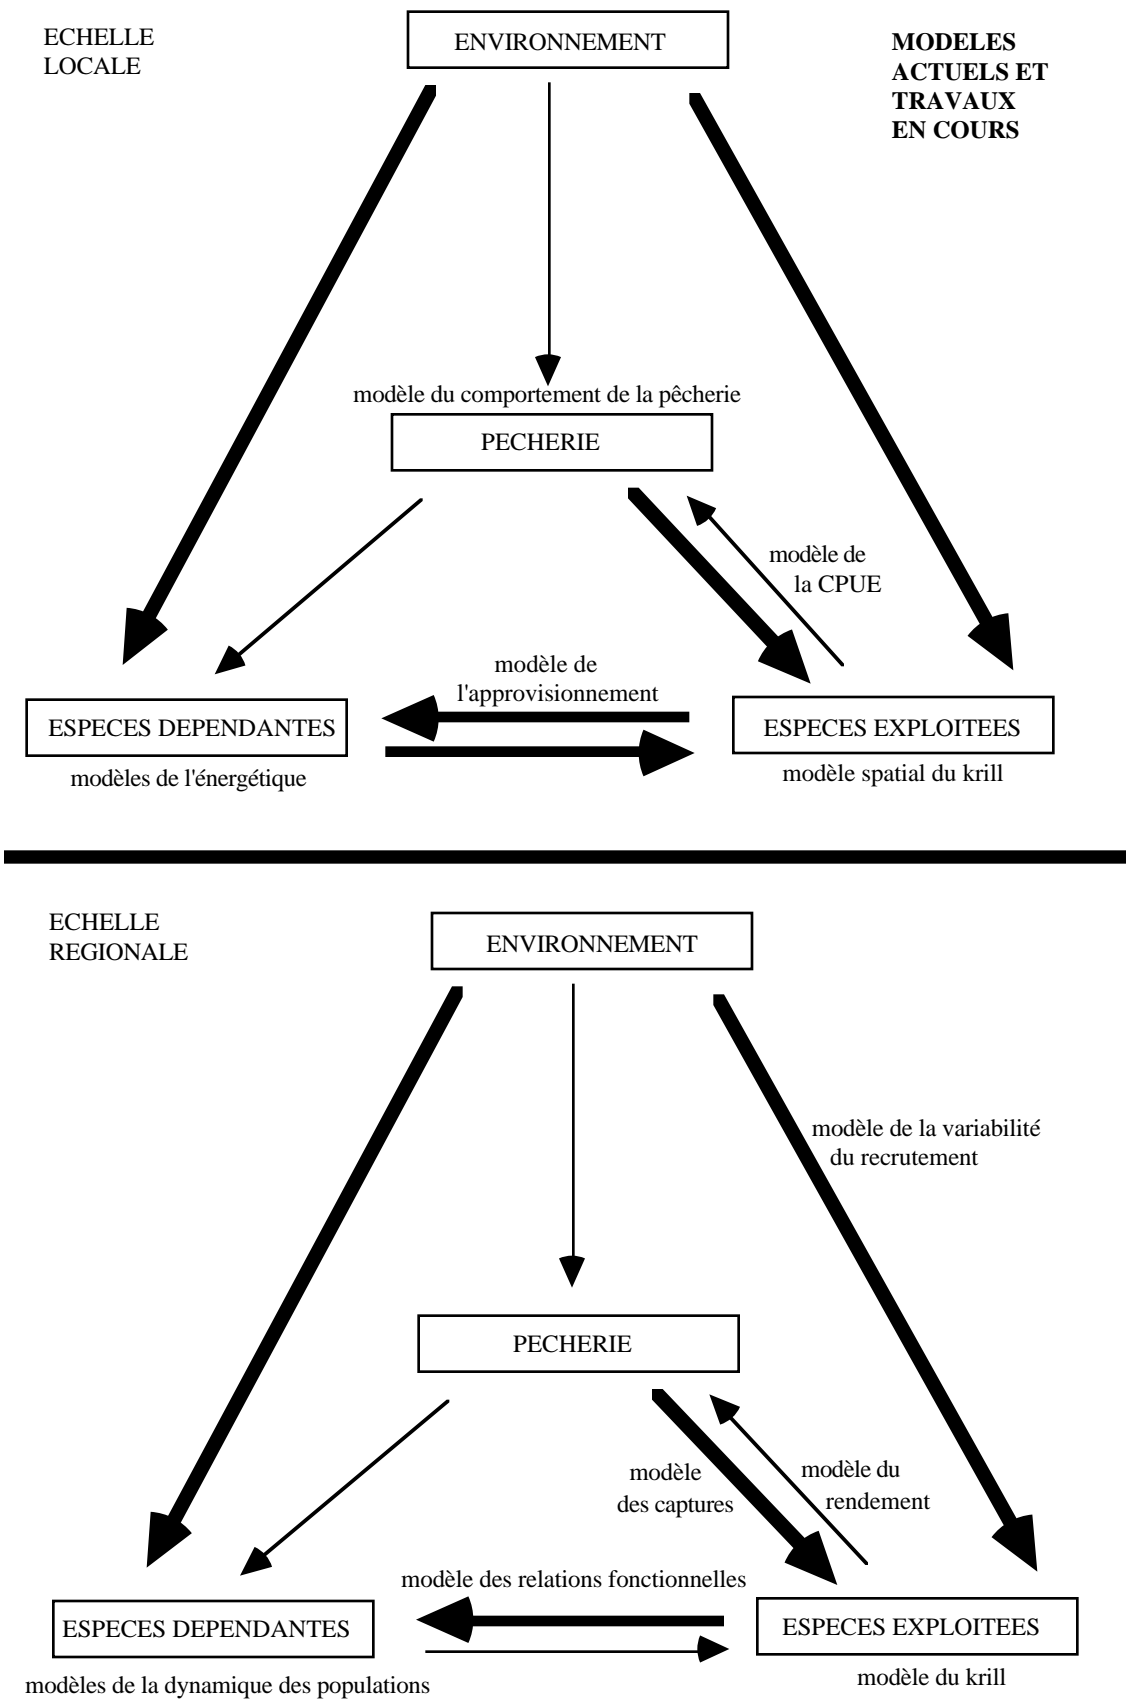 ECHELLE
LOCALE
ENVIRONNEMENT
MODELES
ACTUELS ET
TRAVAUX
EN COURS
modèle du comportement de la pêcherie
PECHERIE
modèle de
la CPUE
modèle de
l'approvisionnement
ESPECES DEPENDANTES
ESPECES EXPLOITEES
modèles de l'énergétique
modèle spatial du krill
ECHELLE
REGIONALE
ENVIRONNEMENT
modèle de la variabilité
du recrutement
PECHERIE
modèle
des captures
modèle du
rendement
modèle des relations fonctionnelles
ESPECES DEPENDANTES
ESPECES EXPLOITEES
modèles de la dynamique des populations
modèle du krill